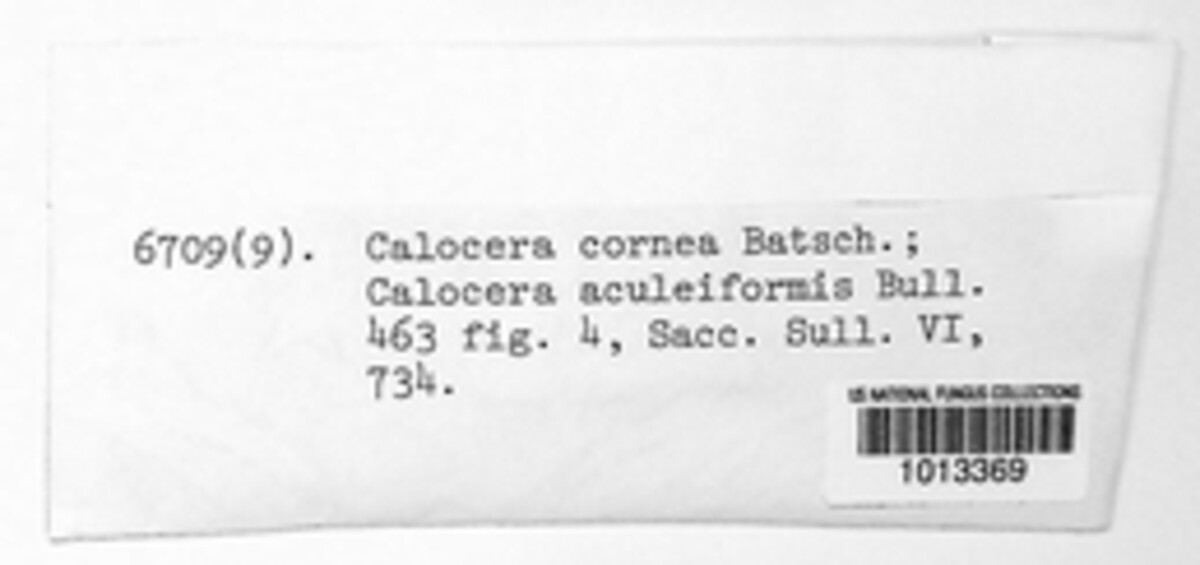 6709(9). Calocera cornea Batsch.;
Calocera aculeiformis Bull.
463 fig. 4, Sacc. Sull. VI,
734.
US NATIONAL FUNGUS COLLECTIONS
1013369